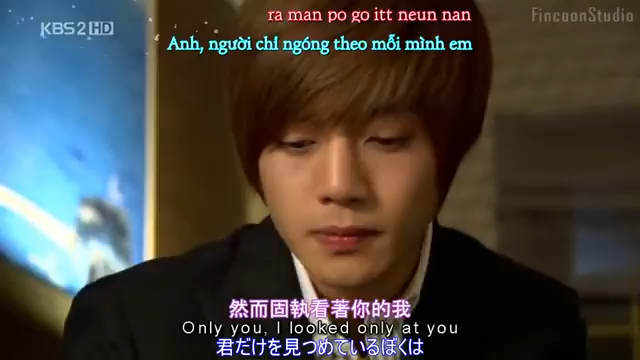 ra man po go itt neun nan
FincoonStudio
KBS2HD
Anh, người chỉ ngóng theo mỗi mình em
然而固執看著你的我
Only you, I looked only at you
君だけを見つめているぼくは